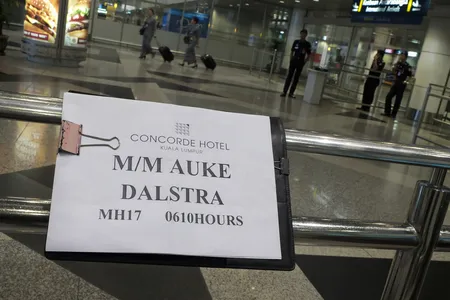 CONCORDE HOTEL
KUALA LUMPUR
M/M AUKE
DALSTRA
MH17 0610HOURS